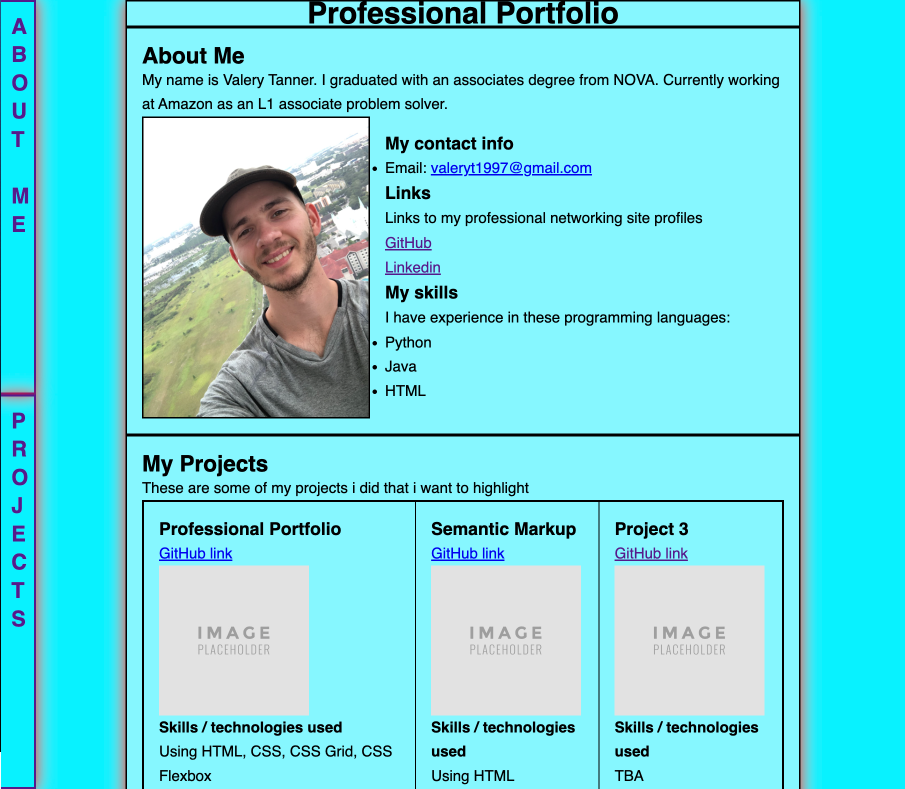 Professional Portfolio
ABOUT ME
PROJECTS
About Me
My name is Valery Tanner. I graduated with an associates degree from NOVA. Currently working
at Amazon as an L1 associate problem solver.
My contact info
• Email: valeryt1997@gmail.com
Links
Links to my professional networking site profiles
GitHub
Linkedin
My skills
I have experience in these programming languages:
• Python
• Java
• HTML
My Projects
These are some of my projects i did that i want to highlight
Professional Portfolio
GitHub link
IMAGE
PLACEHOLDER
Skills / technologies used
Using HTML, CSS, CSS Grid, CSS
Flexbox
Semantic Markup
GitHub link
IMAGE
PLACEHOLDER
Skills / technologies
used
Using HTML
Project 3
GitHub link
IMAGE
PLACEHOLDER
Skills / technologies
used
TBA